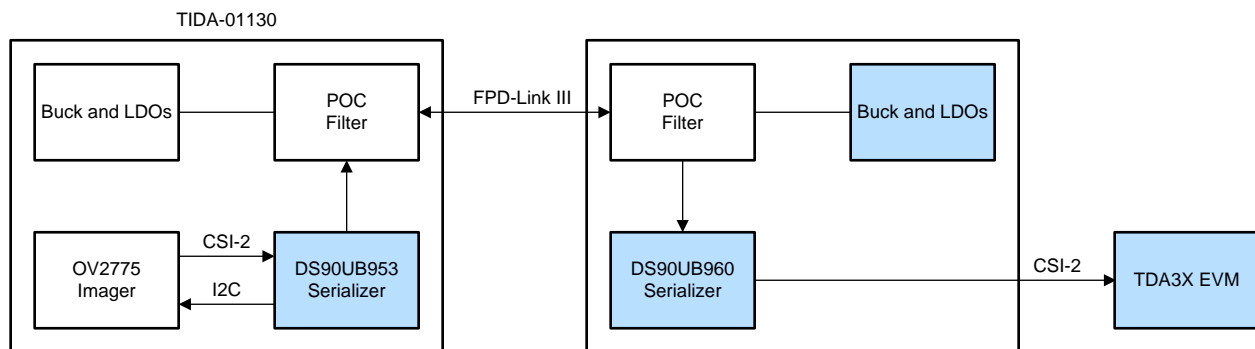 TIDA-01130
Buck and LDOs
POC
Filter
FPD-Link III
POC
Filter
Buck and LDOs
OV2775
Imager
CSI-2
I2C
DS90UB953
Serializer
DS90UB960
Serializer
CSI-2
TDA3X EVM